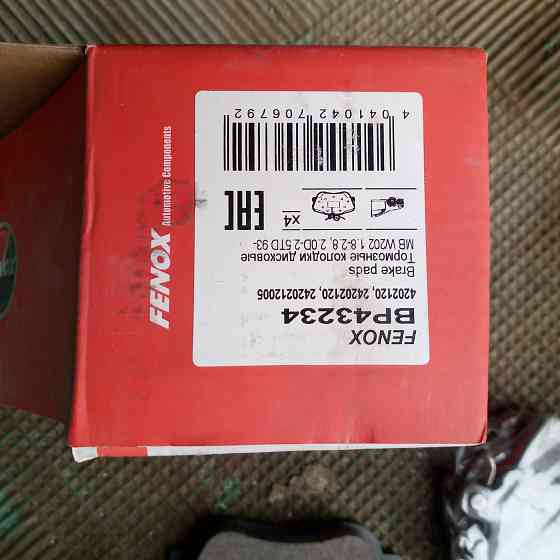 FENOX
BP43234
4202120, 24202120, 2420212005
Brake pads
Тормозные колодки дисковые
MB W202 1.8-2.8, 2.0D-2.5TD 93-
X4
EAC
4 041042 706792
FENOX
Automotive Components